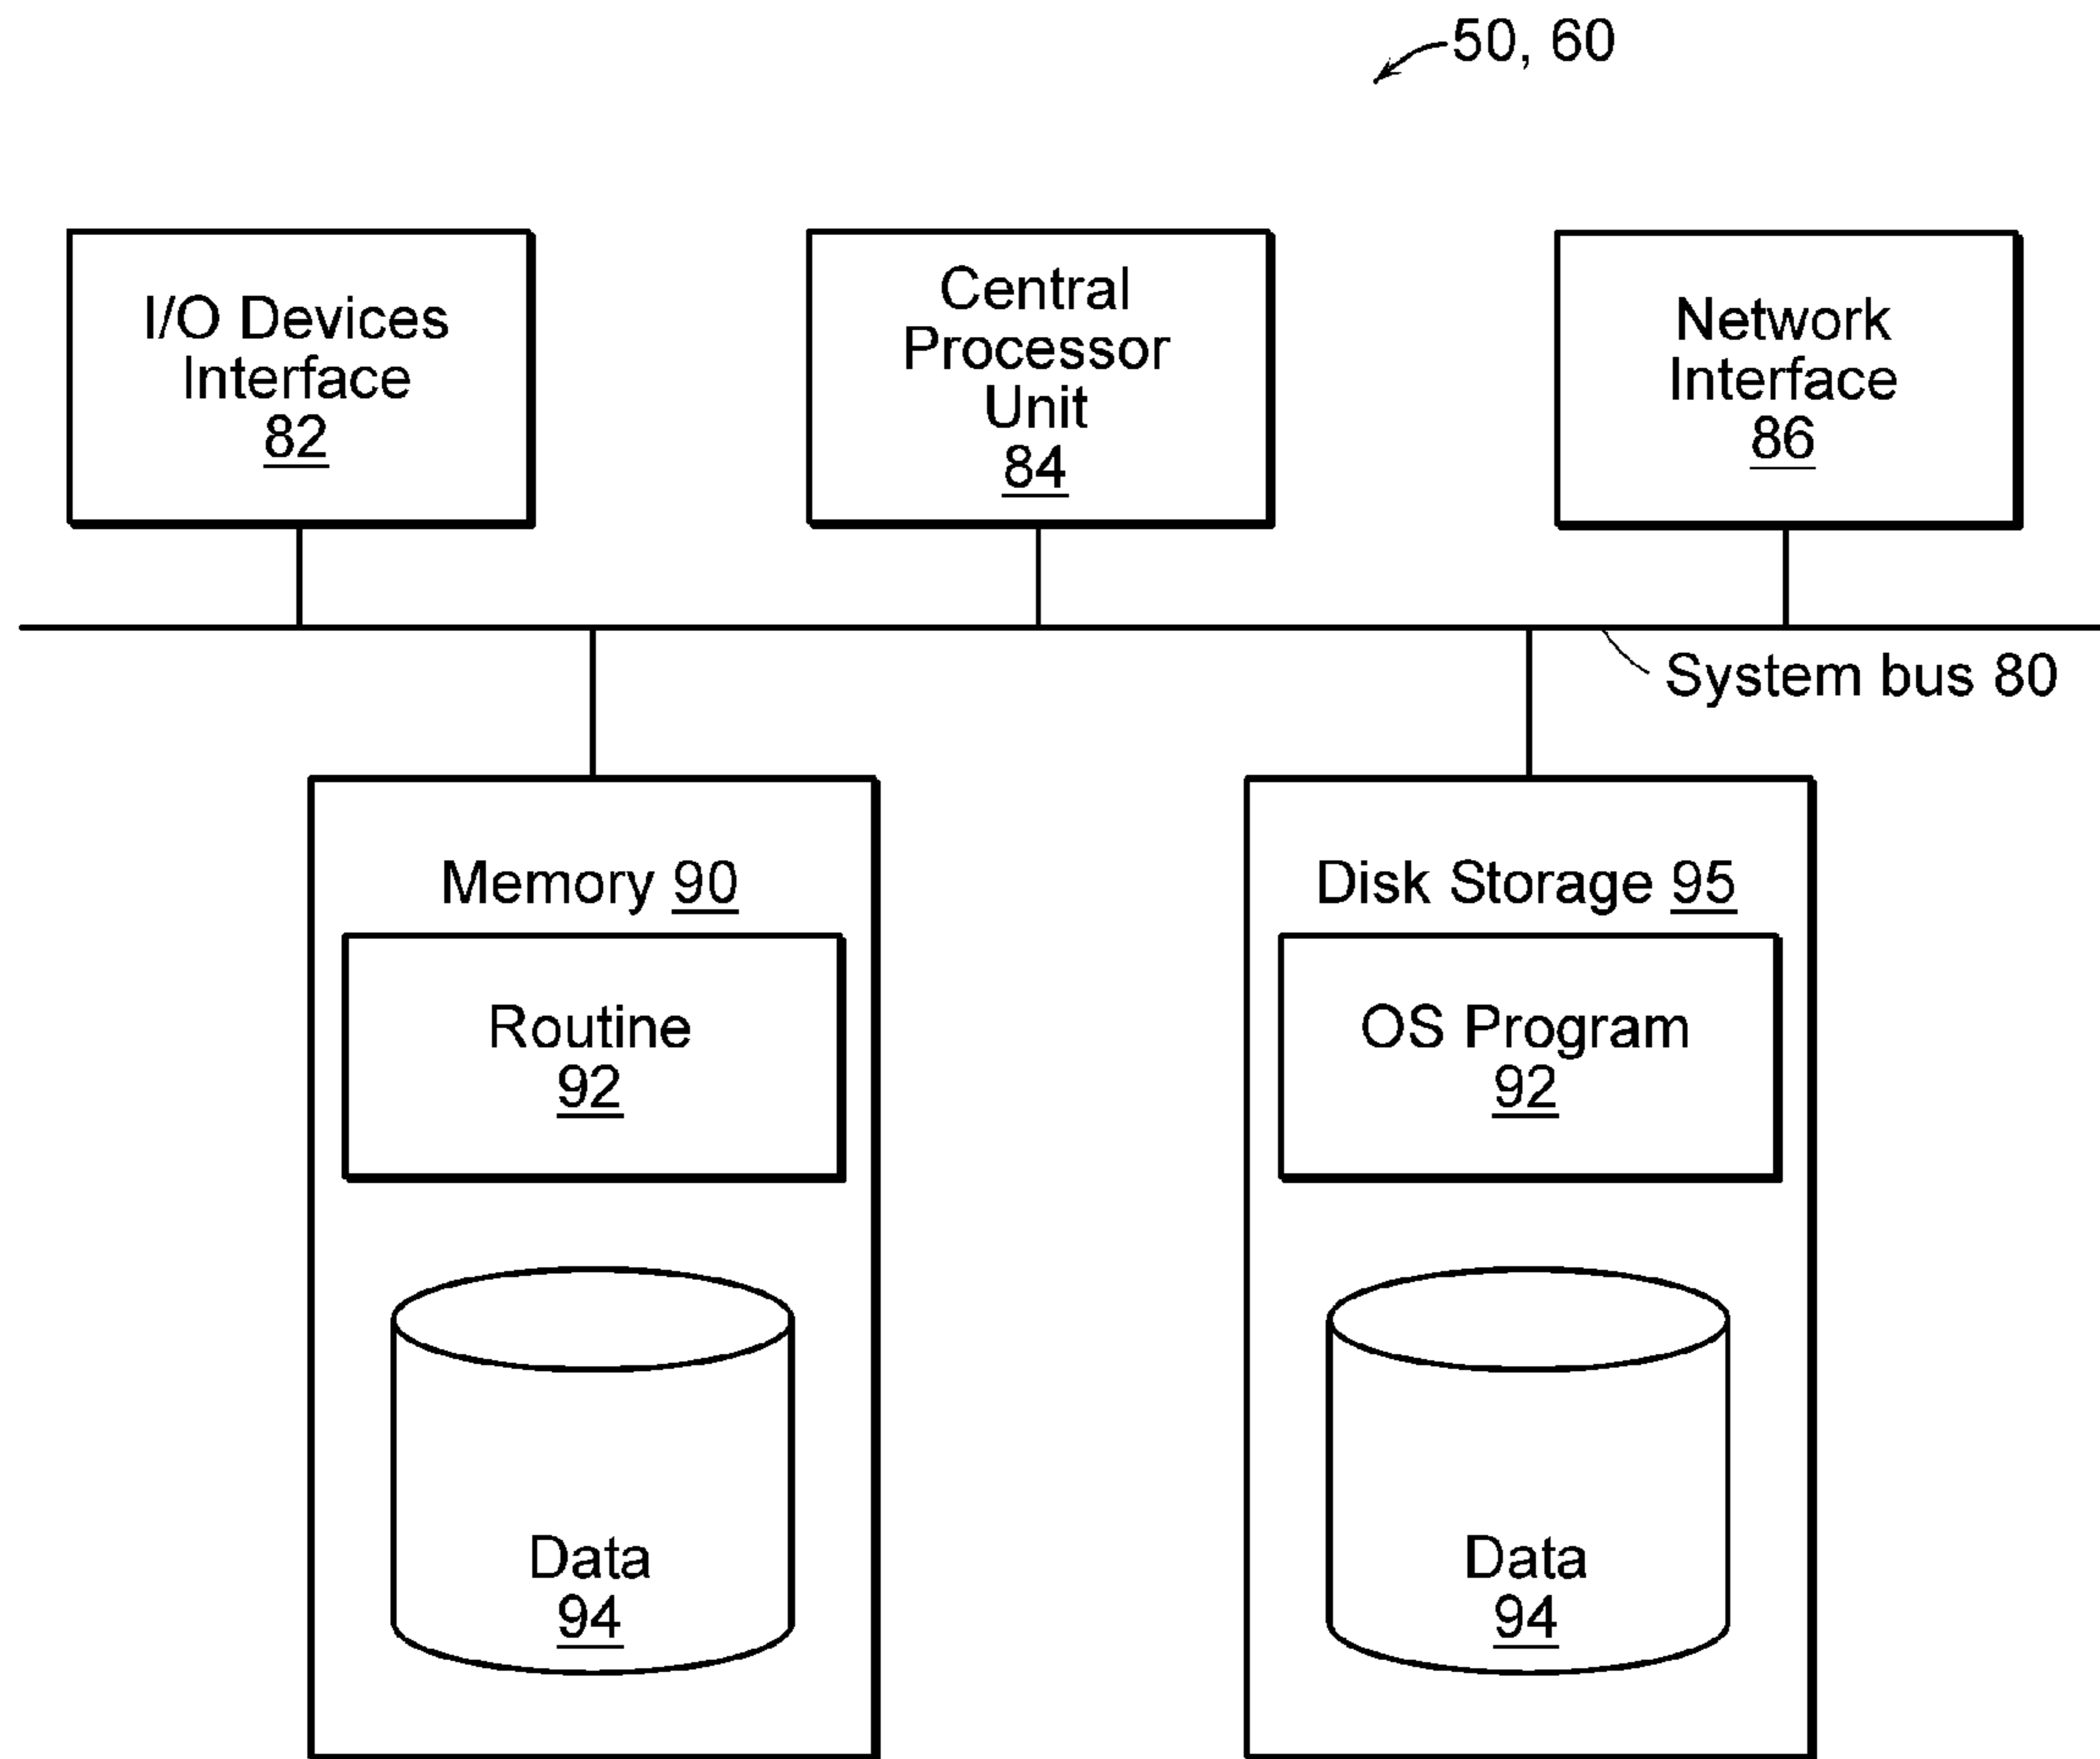 50, 60
I/O Devices
Interface
82
Central
Processor
Unit
84
Network
Interface
86
System bus 80
Memory 90
Routine
92
Data
94
Disk Storage 95
OS Program
92
Data
94